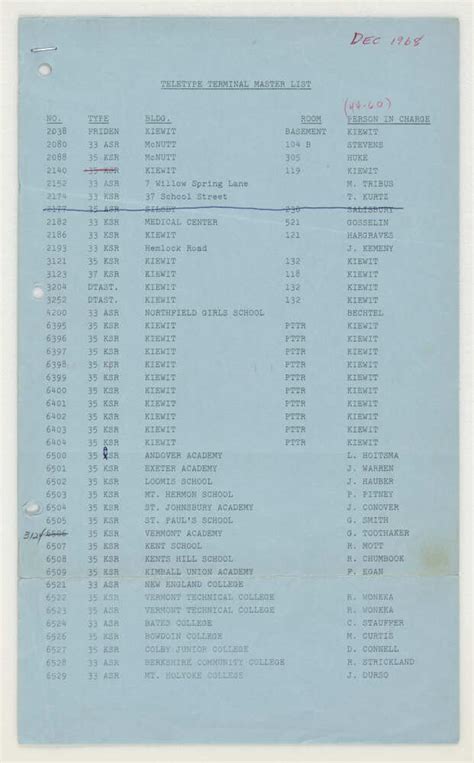 DEC 1968
TELETYPE TERMINAL MASTER LIST
(44-60)
NO. TYPE BLDG. ROOM PERSON IN CHARGE
2038 FRIDEN KIEWIT BASEMENT KIEWIT
2080 33 ASR McNUTT 104 B STEVENS
2088 35 KSR McNUTT 305 HUKE
2140 35 KSR KIEWIT 119 KIEWIT
2152 33 ASR 7 Willow Spring Lane M. TRIBUS
2174 33 KSR 37 School Street T. KURTZ
2177 35 ASR SILSBY 230 SALISBURY
2182 33 KSR MEDICAL CENTER 521 GOSSELIN
2186 33 KSR KIEWIT 121 HARGRAVES
2193 33 KSR Hemlock Road J. KEMENY
3121 35 KSR KIEWIT 132 KIEWIT
3123 37 KSR KIEWIT 118 KIEWIT
3204 DTAST. KIEWIT 132 KIEWIT
3252 DTAST. KIEWIT 132 KIEWIT
4200 33 ASR NORTHFIELD GIRLS SCHOOL BECHTEL
6395 35 KSR KIEWIT PTTR KIEWIT
6396 35 KSR KIEWIT PTTR KIEWIT
6397 35 KSR KIEWIT PTTR KIEWIT
6398 35 KSR KIEWIT PTTR KIEWIT
6399 35 KSR KIEWIT PTTR KIEWIT
6400 35 KSR KIEWIT PTTR KIEWIT
6401 35 KSR KIEWIT PTTR KIEWIT
6402 35 KSR KIEWIT PTTR KIEWIT
6403 35 KSR KIEWIT PTTR KIEWIT
6404 35 KSR KIEWIT PTTR KIEWIT
6500 35 KSR ANDOVER ACADEMY L. HOITSMA
6501 35 KSR EXETER ACADEMY J. WARREN
6502 35 KSR LOOMIS SCHOOL J. HAUBER
6503 35 KSR MT. HERMON SCHOOL P. PITNEY
6504 35 KSR ST. JOHNSBURY ACADEMY J. CONOVER
6505 35 KSR ST. PAUL'S SCHOOL G. SMITH
6506 35 KSR VERMONT ACADEMY G. TOOTHAKER
6507 35 KSR KENT SCHOOL R. MOTT
6508 35 KSR KENTS HILL SCHOOL R. CHUMBOOK
6509 35 KSR KIMBALL UNION ACADEMY F. EGAN
6521 33 ASR NEW ENGLAND COLLEGE
6522 35 KSR VERMONT TECHNICAL COLLEGE R. WONKKA
6523 35 ASR VERMONT TECHNICAL COLLEGE R. WONKKA
6524 33 ASR BATES COLLEGE C. STAUFFER
6526 35 KSR BOWDOIN COLLEGE M. CURTIS
6527 35 KSR COLBY JUNIOR COLLEGE D. CONNELL
6528 33 ASR BERKSHIRE COMMUNITY COLLEGE R. STRICKLAND
6529 33 ASR MT. HOLYOKE COLLEGE J. DURSO